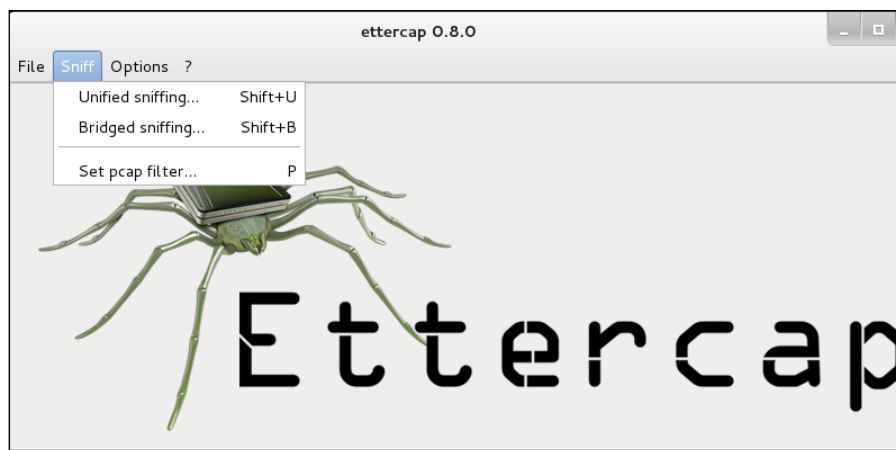 ettercap 0.8.0
File Sniff Options ?
Unified sniffing... Shift+U
Bridged sniffing... Shift+B
Set pcap filter... P
Ettercap